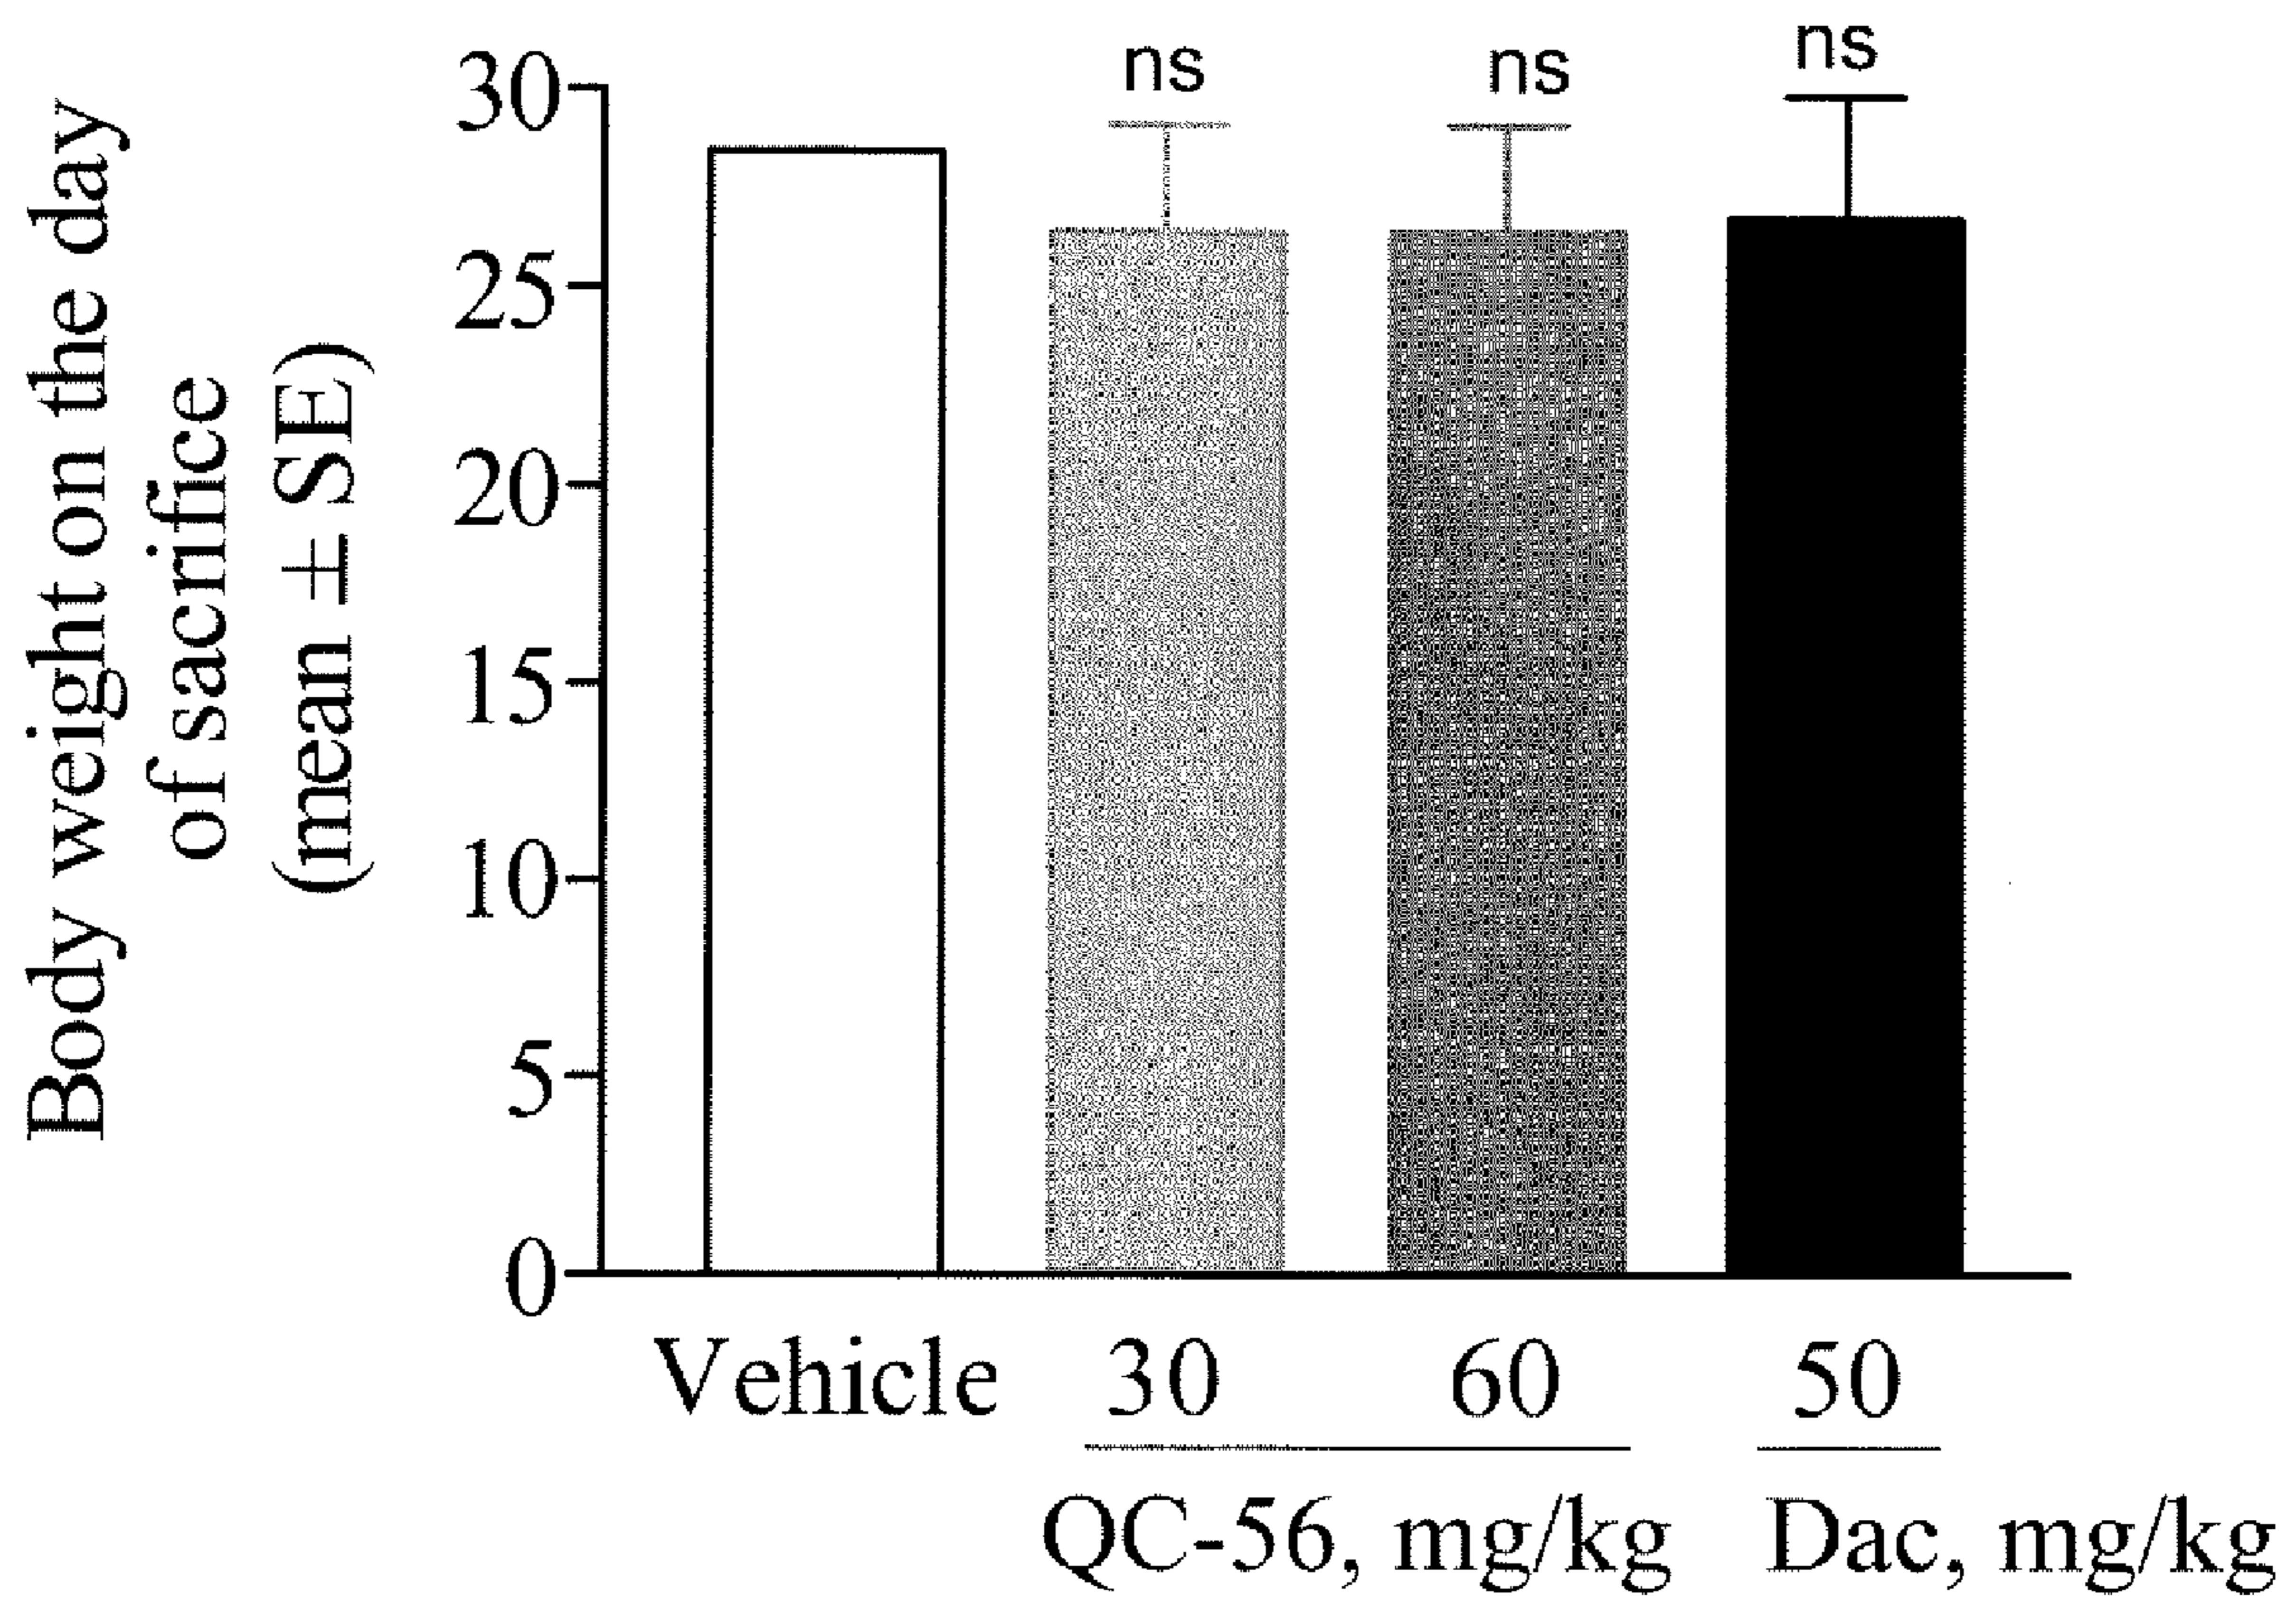 Body weight on the day
of sacrifice
(mean ± SE)
30
25
20
15
10
5
0
ns
ns
ns
Vehicle
30
60
50
QC-56, mg/kg
Dac, mg/kg